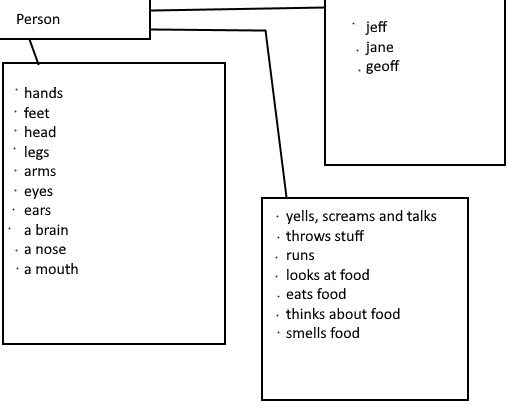 Person
· jeff
· jane
· geoff
· hands
· feet
· head
· legs
· arms
· eyes
· ears
· a brain
· a nose
· a mouth
· yells, screams and talks
· throws stuff
· runs
· looks at food
· eats food
· thinks about food
· smells food